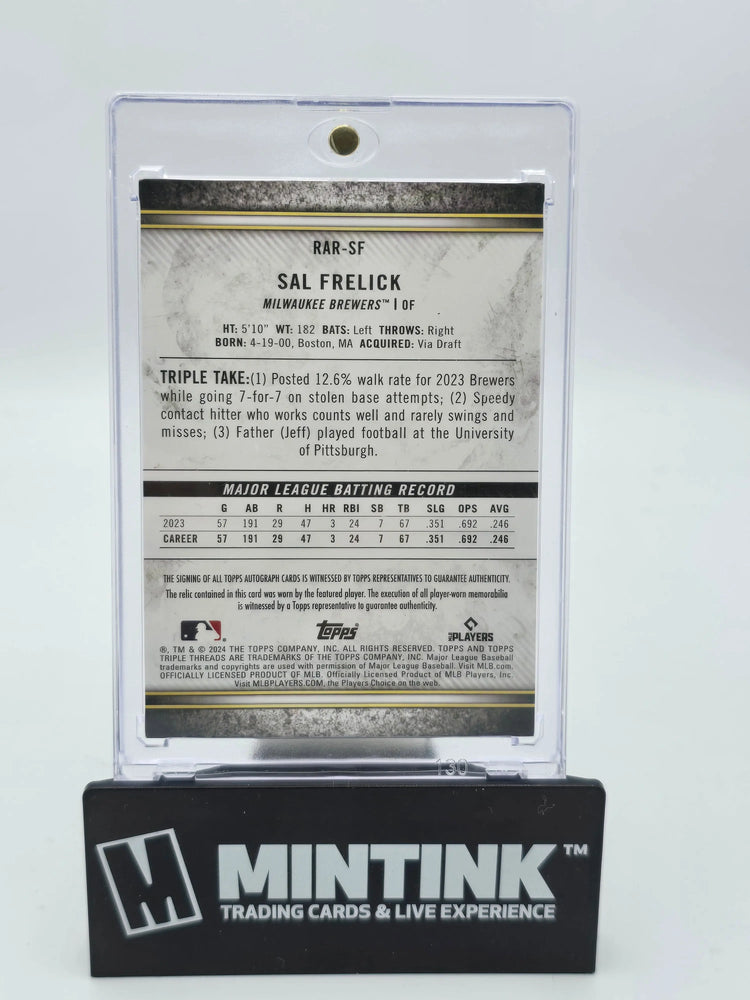 RAR-SF
SAL FRELICK
MILWAUKEE BREWERS™ | OF
HT: 5'10" WT: 182 BATS: Left THROWS: Right
BORN: 4-19-00, Boston, MA ACQUIRED: Via Draft
TRIPLE TAKE:(1) Posted 12.6% walk rate for 2023 Brewers
while going 7-for-7 on stolen base attempts; (2) Speedy
contact hitter who works counts well and rarely swings and
misses; (3) Father (Jeff) played football at the University
of Pittsburgh.
MAJOR LEAGUE BATTING RECORD
G AB R H HR RBI SB TB SLG OPS AVG
2023 57 191 29 47 3 24 7 67 .351 .692 .246
CAREER 57 191 29 47 3 24 7 67 .351 .692 .246
THE SIGNING OF ALL TOPPS AUTOGRAPH CARDS IS WITNESSED BY TOPPS REPRESENTATIVES TO GUARANTEE AUTHENTICITY.
The relic contained in this card was worn by the featured player. The execution of all player-worn memorabilia
is witnessed by a Topps representative to guarantee authenticity.
Topps
MLB PLAYERS
®, TM & © 2024 THE TOPPS COMPANY, INC. ALL RIGHTS RESERVED. TOPPS AND TOPPS
TRIPLE THREADS ARE TRADEMARKS OF THE TOPPS COMPANY, INC. Major League Baseball
trademarks and copyrights are used with permission of Major League Baseball. Visit MLB.com.
OFFICIALLY LICENSED PRODUCT OF MLB. Officially Licensed Product of MLB Players, Inc.
Visit MLBPLAYERS.COM, the Players Choice on the web.
130
M MINTINK™
TRADING CARDS & LIVE EXPERIENCE